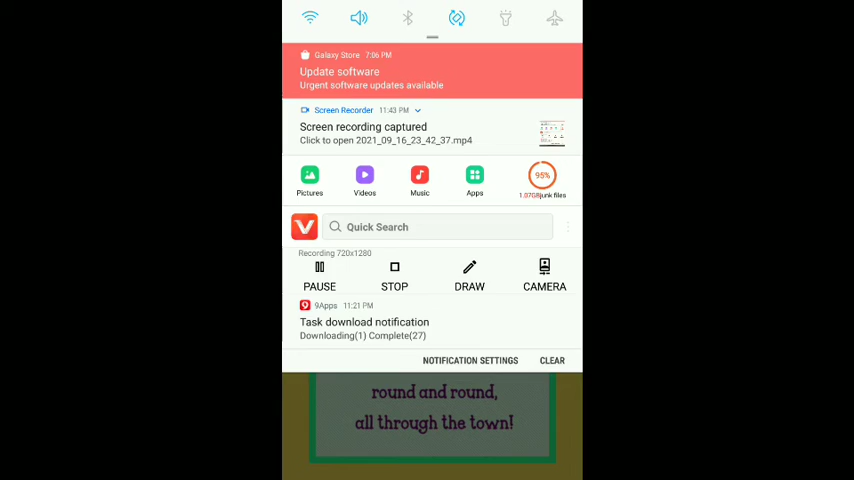 Galaxy Store 7:06 PM
Update software
Urgent software updates available
Screen Recorder 11:43 PM
Screen recording captured
Click to open 2021_09_16_23_42_37.mp4
Pictures Videos Music Apps 95%
1.07GBjunk files
V Quick Search
Recording 720x1280
PAUSE STOP DRAW CAMERA
9 9Apps 11:21 PM
Task download notification
Downloading(1) Complete(27)
NOTIFICATION SETTINGS CLEAR
round and round,
all through the town!